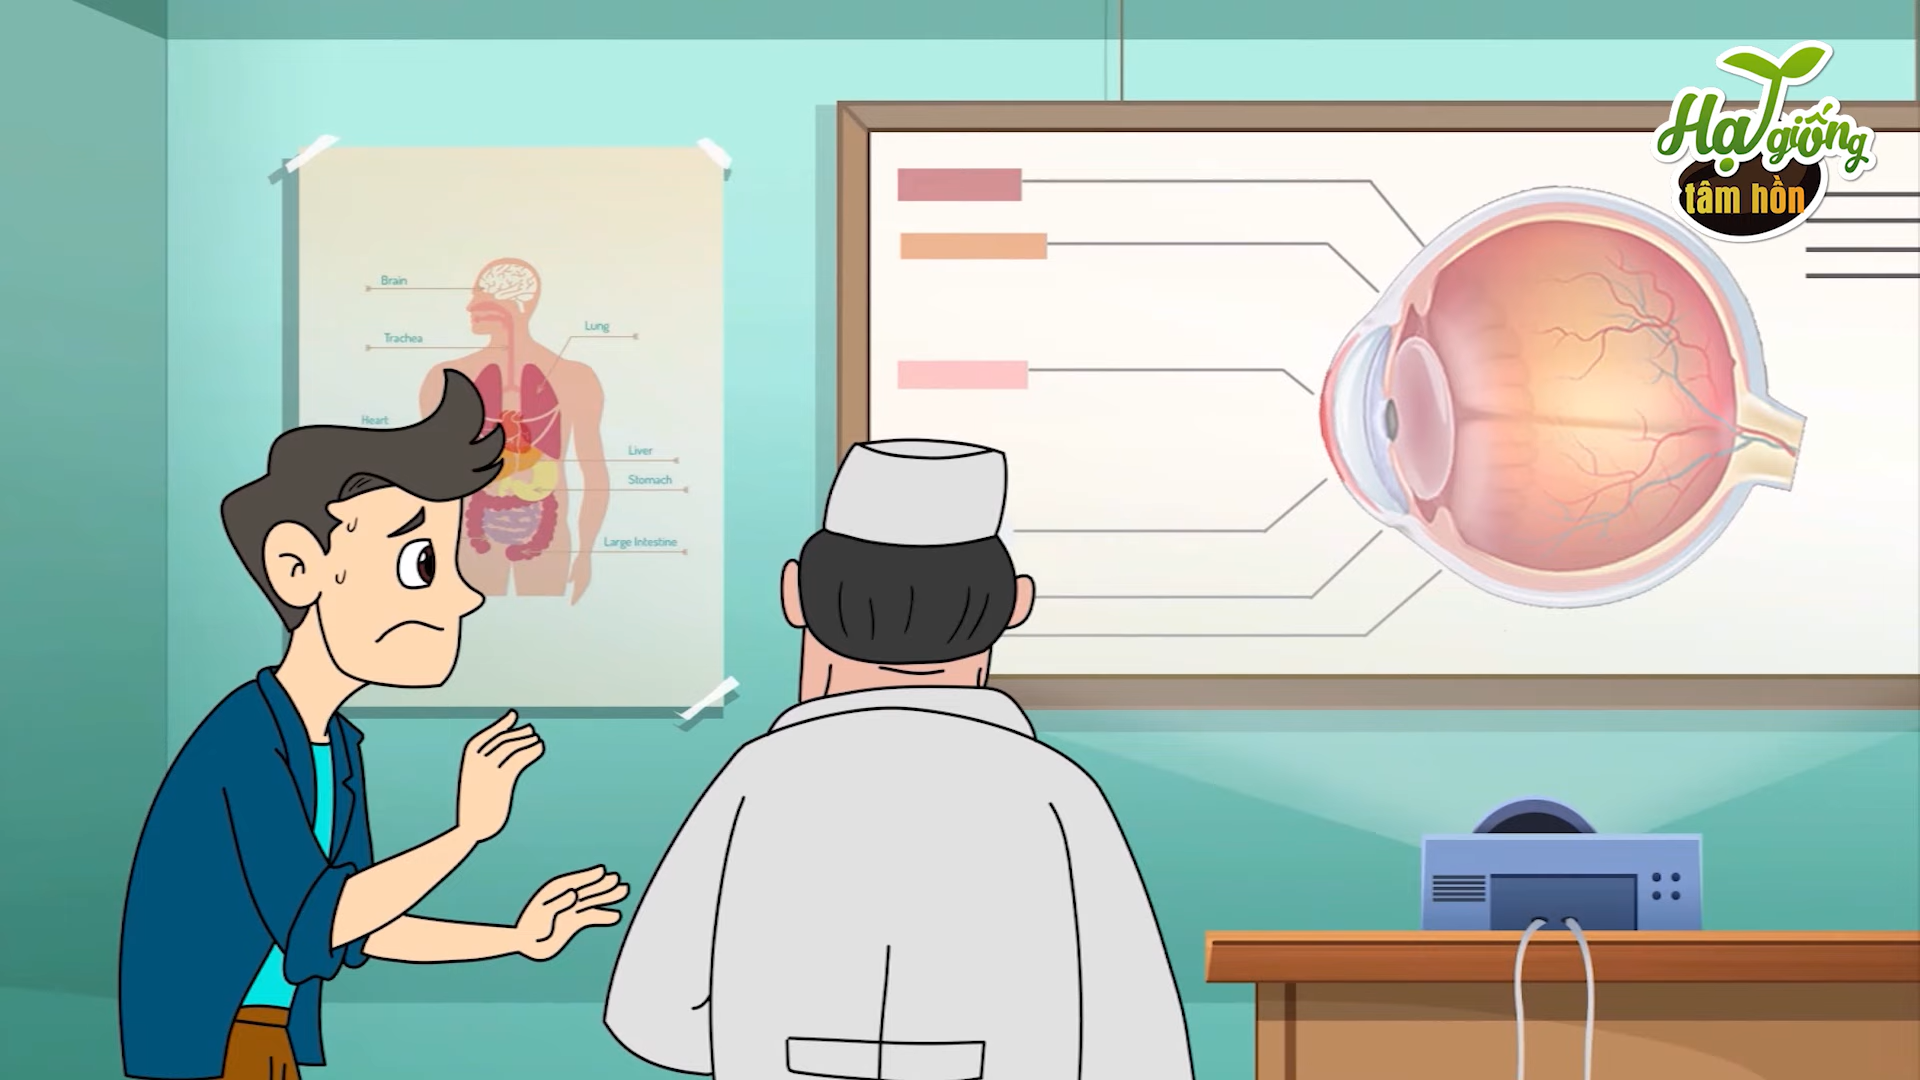 Hạt giống
tâm hồn
Brain
Lung
Trachea
Heart
Liver
Stomach
Large Intestine